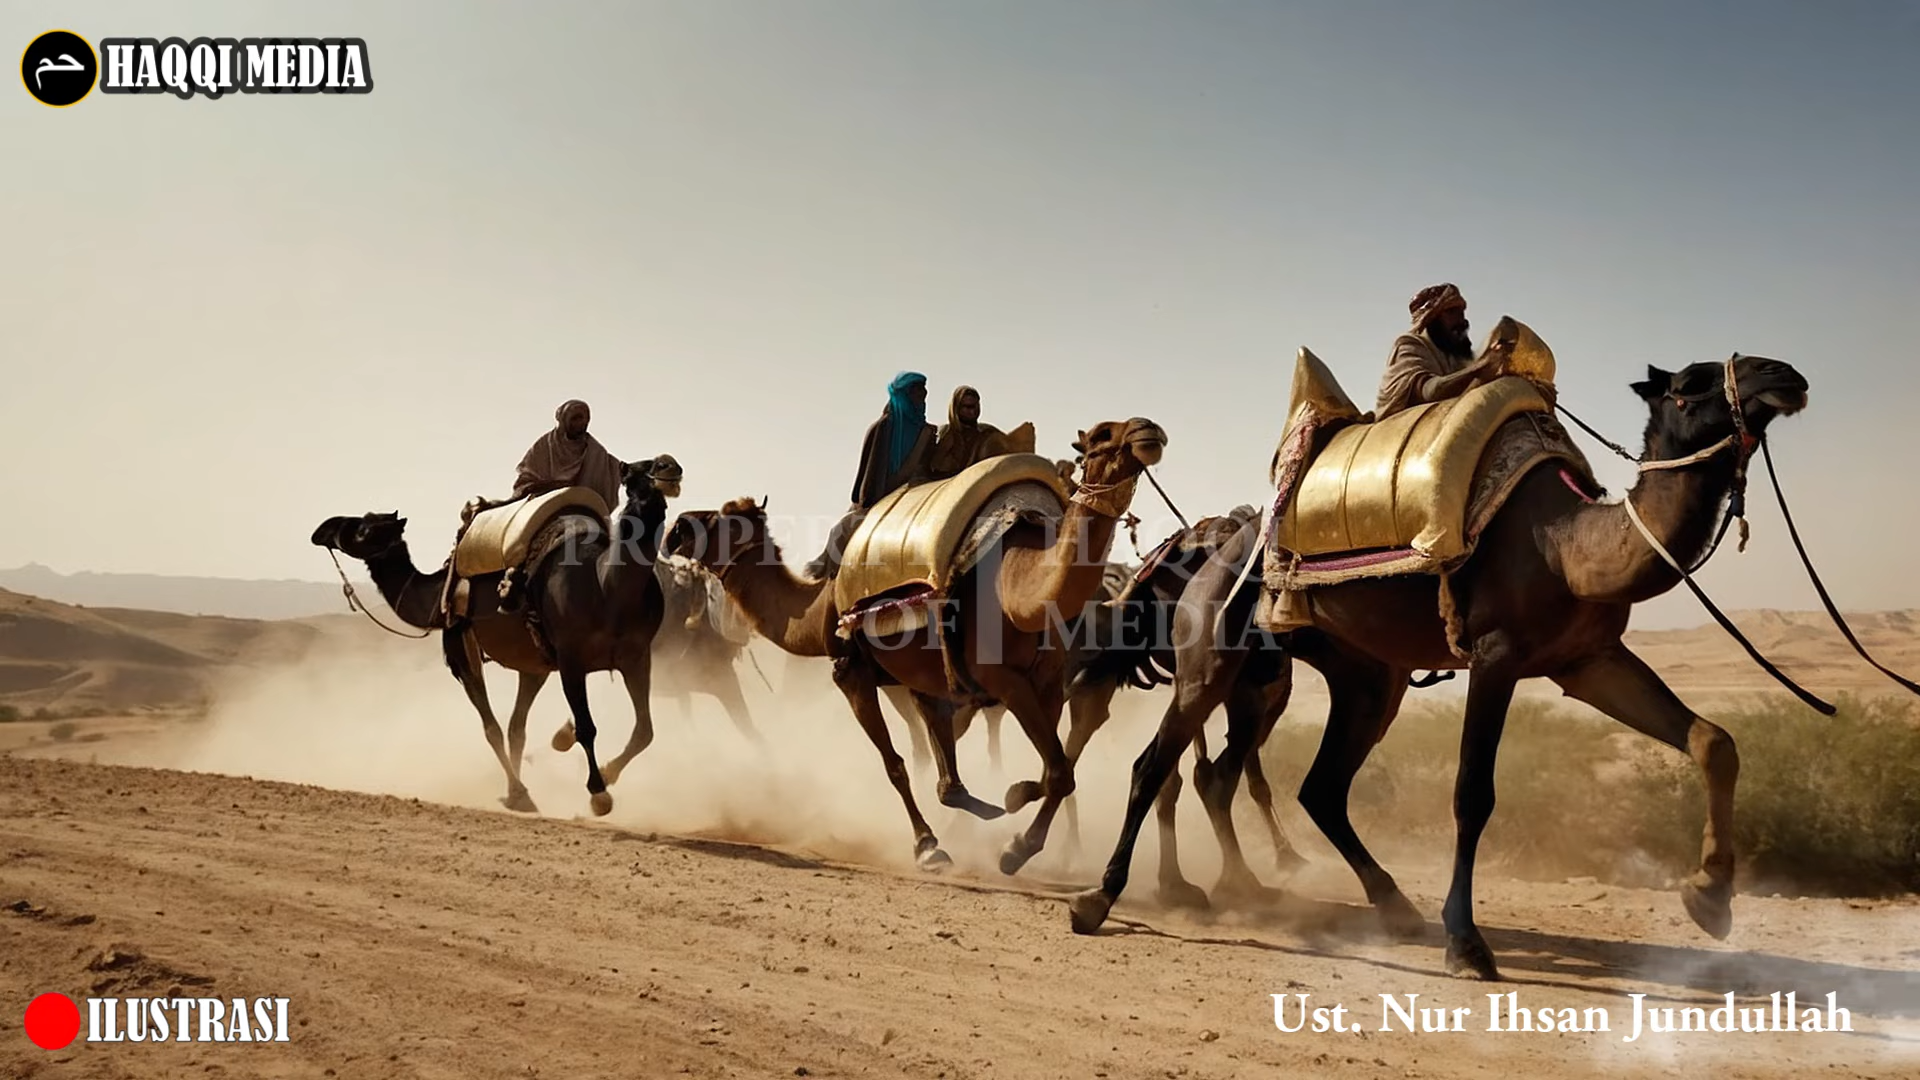 حم HAQQI MEDIA
PROPERTY HAQQI
OF MEDIA
ILUSTRASI
Ust. Nur Ihsan Jundullah